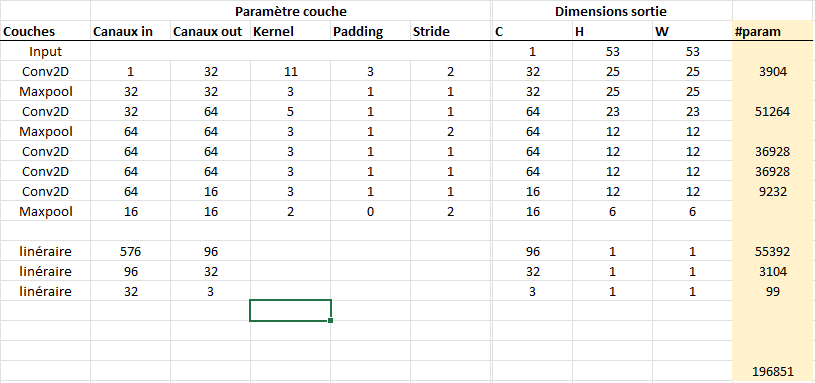 Paramètre couche Dimensions sortie
Couches Canaux in Canaux out Kernel Padding Stride C H W #param
Input 1 53 53
Conv2D 1 32 11 3 2 32 25 25 3904
Maxpool 32 32 3 1 1 32 25 25
Conv2D 32 64 5 1 1 64 23 23 51264
Maxpool 64 64 3 1 2 64 12 12
Conv2D 64 64 3 1 1 64 12 12 36928
Conv2D 64 64 3 1 1 64 12 12 36928
Conv2D 64 16 3 1 1 16 12 12 9232
Maxpool 16 16 2 0 2 16 6 6
linéraire 576 96 96 1 1 55392
linéraire 96 32 32 1 1 3104
linéraire 32 3 3 1 1 99
196851